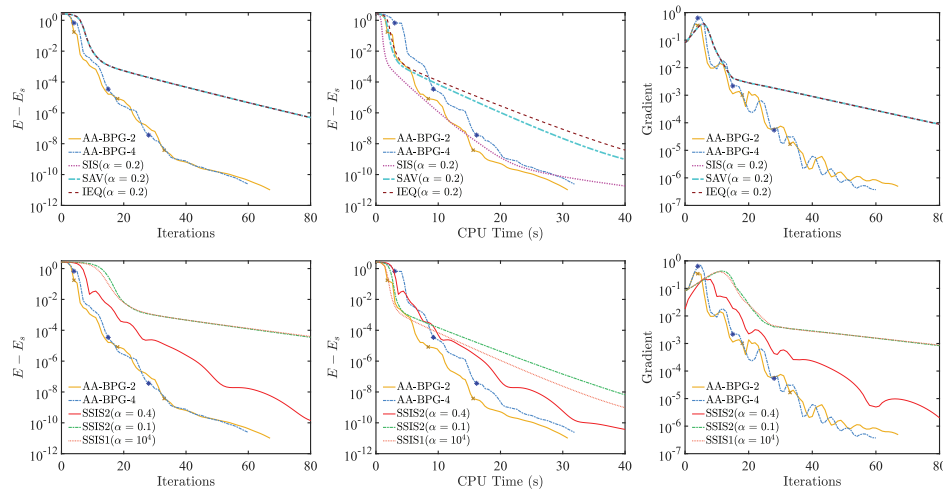 10^0
10^-2
10^-4
10^-6
10^-8
10^-10
10^-12
E − E_s
0 20 40 60 80
Iterations
AA-BPG-2
AA-BPG-4
SIS(α = 0.2)
SAV(α = 0.2)
IEQ(α = 0.2)
10^0
10^-2
10^-4
10^-6
10^-8
10^-10
10^-12
E − E_s
0 10 20 30 40
CPU Time (s)
AA-BPG-2
AA-BPG-4
SIS(α = 0.2)
SAV(α = 0.2)
IEQ(α = 0.2)
10^1
10^0
10^-1
10^-2
10^-3
10^-4
10^-5
10^-6
10^-7
Gradient
0 20 40 60 80
Iterations
AA-BPG-2
AA-BPG-4
SIS(α = 0.2)
SAV(α = 0.2)
IEQ(α = 0.2)
10^0
10^-2
10^-4
10^-6
10^-8
10^-10
10^-12
E − E_s
0 20 40 60 80
Iterations
AA-BPG-2
AA-BPG-4
SSIS2(α = 0.4)
SSIS2(α = 0.1)
SSIS1(α = 10^4)
10^0
10^-2
10^-4
10^-6
10^-8
10^-10
10^-12
E − E_s
0 10 20 30 40
CPU Time (s)
AA-BPG-2
AA-BPG-4
SSIS2(α = 0.4)
SSIS2(α = 0.1)
SSIS1(α = 10^4)
10^1
10^0
10^-1
10^-2
10^-3
10^-4
10^-5
10^-6
10^-7
Gradient
0 20 40 60 80
Iterations
AA-BPG-2
AA-BPG-4
SSIS2(α = 0.4)
SSIS2(α = 0.1)
SSIS1(α = 10^4)